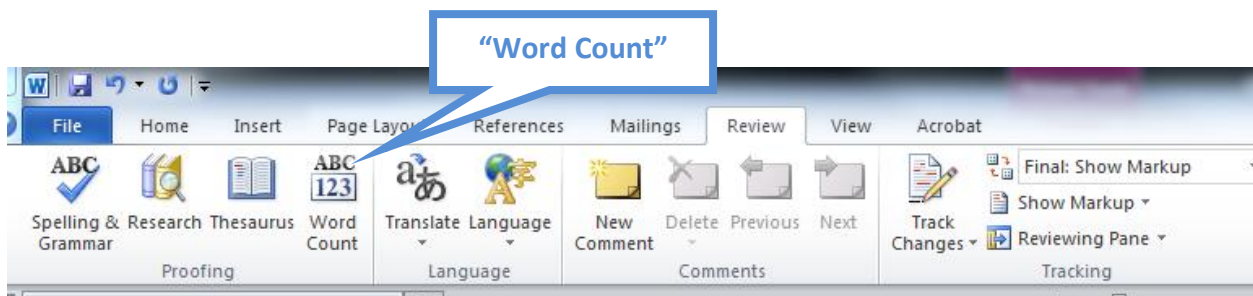 “Word Count”
W
File Home Insert Page Layout References Mailings Review View Acrobat
ABC ABC
123
Spelling & Research Thesaurus Word Translate Language New Delete Previous Next Track
Grammar Count Comment Changes
Final: Show Markup
Show Markup
Reviewing Pane
Proofing Language Comments Tracking